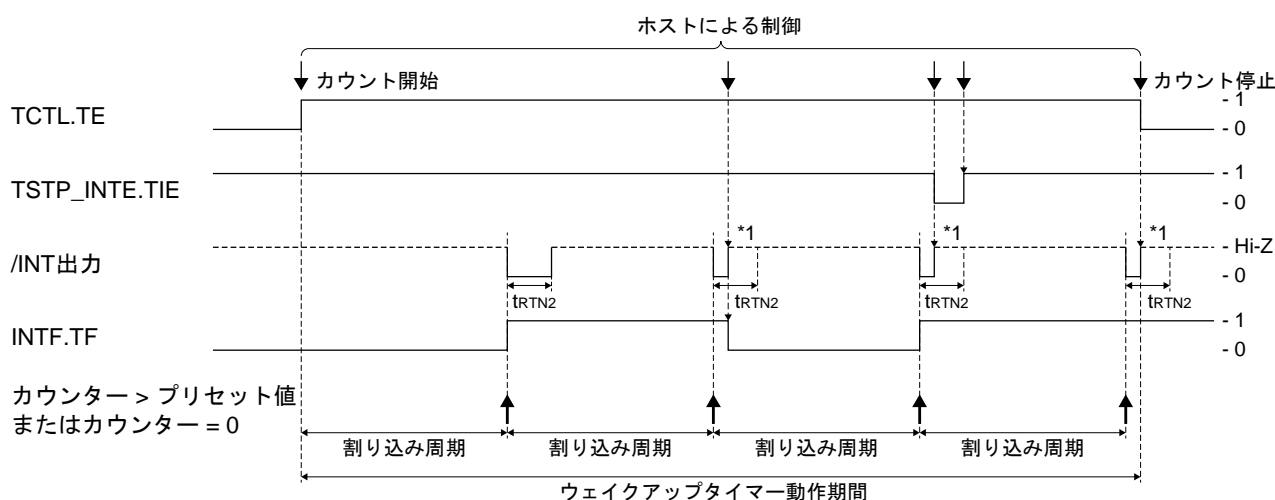 ホストによる制御
カウント開始
カウント停止
TCTL.TE
- 1
- 0
TSTP_INTE.TIE
- 1
- 0
*1
*1
*1
/INT出力
- Hi-Z
- 0
tRTN2
tRTN2
tRTN2
tRTN2
INTF.TF
- 1
- 0
カウンター > プリセット値
またはカウンター = 0
割り込み周期
割り込み周期
割り込み周期
割り込み周期
ウェイクアップタイマー動作期間